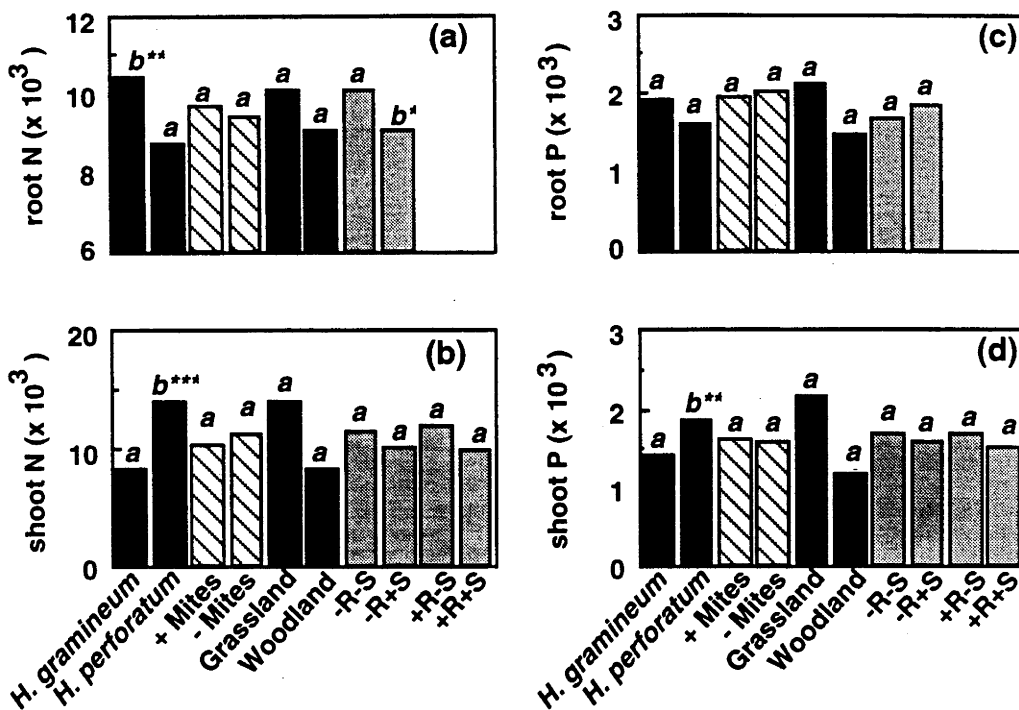 (a)
root N (x 10³)
12
10
8
6
b**
a
a
a
a
a
a
b*
(c)
root P (x 10³)
3
2
1
0
a
a
a
a
a
a
a
a
(b)
shoot N (x 10³)
20
10
0
a
b***
a
a
a
a
a
a
a
a
H. gramineum
H. perforatum
+ Mites
- Mites
Grassland
Woodland
-R-S
-R+S
+R-S
+R+S
(d)
shoot P (x 10³)
3
2
1
0
a
b**
a
a
a
a
a
a
a
a
H. gramineum
H. perforatum
+ Mites
- Mites
Grassland
Woodland
-R-S
-R+S
+R-S
+R+S